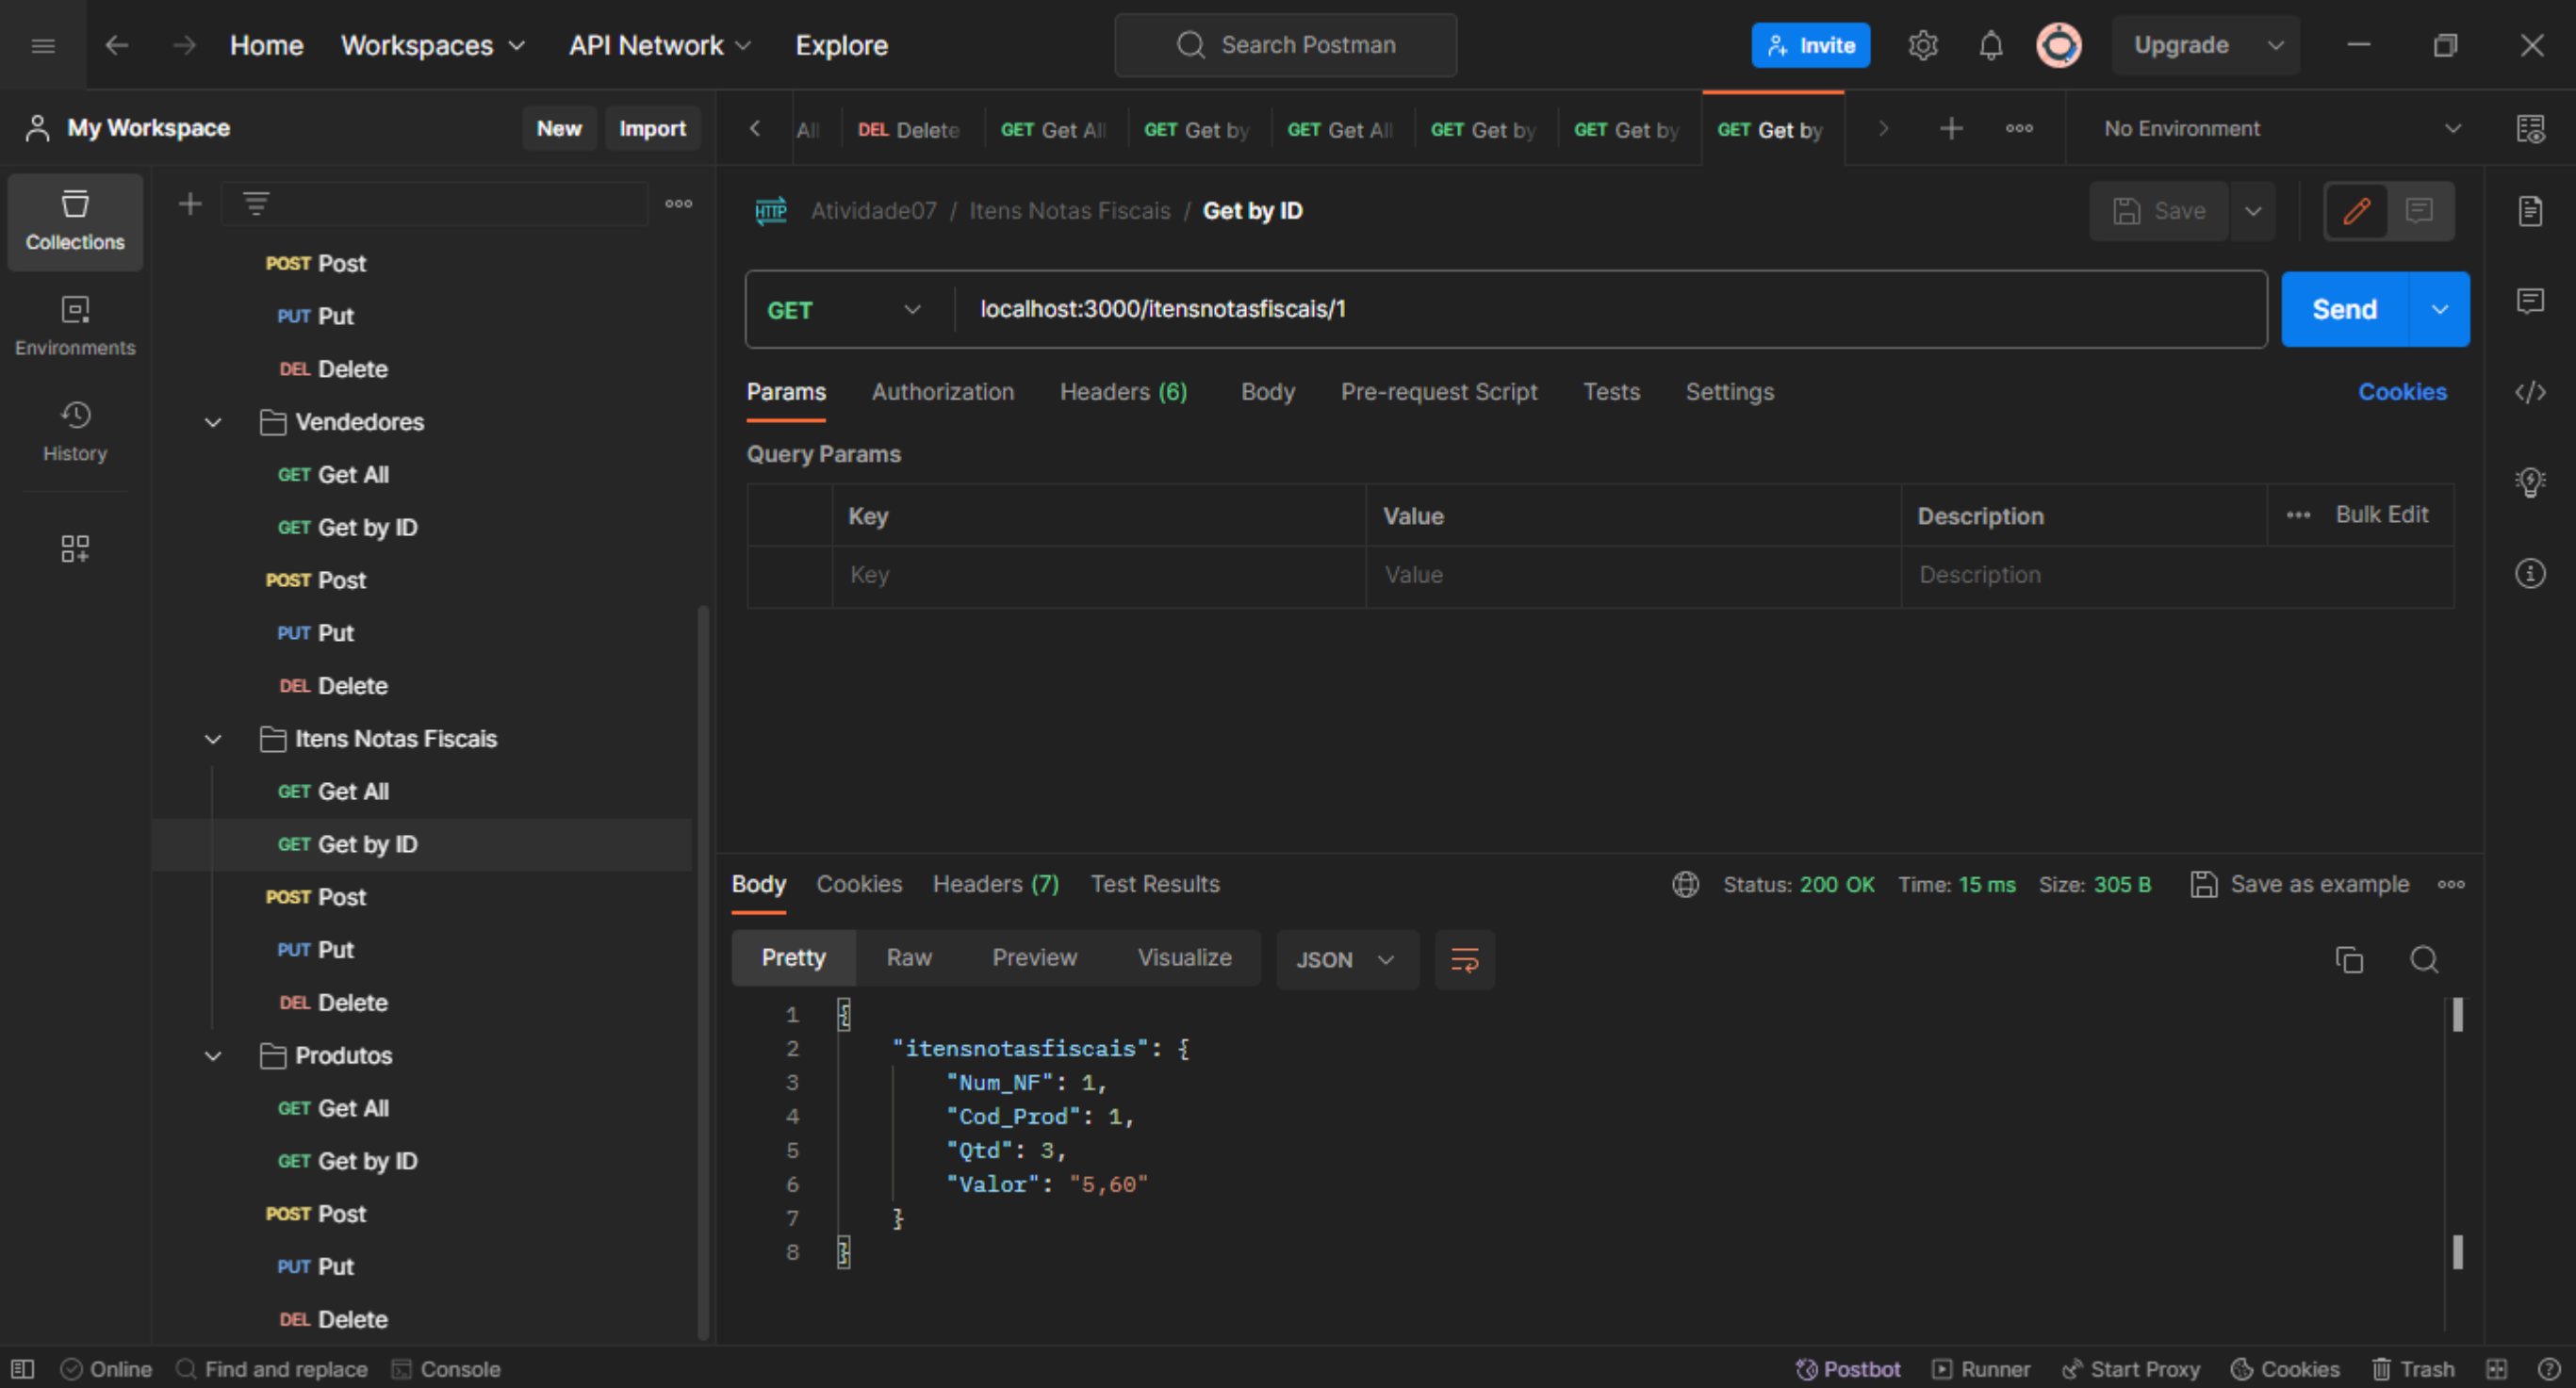 Home Workspaces API Network Explore Search Postman Invite Upgrade
My Workspace New Import
All DEL Delete GET Get All GET Get by GET Get All GET Get by GET Get by GET Get by No Environment
Collections
Environments
History
POST Post
PUT Put
DEL Delete
Vendedores
GET Get All
GET Get by ID
POST Post
PUT Put
DEL Delete
Itens Notas Fiscais
GET Get All
GET Get by ID
POST Post
PUT Put
DEL Delete
Produtos
GET Get All
GET Get by ID
POST Post
PUT Put
DEL Delete
HTTP Atividade07 / Itens Notas Fiscais / Get by ID Save
GET localhost:3000/itensnotasfiscais/1 Send
Params Authorization Headers (6) Body Pre-request Script Tests Settings Cookies
Query Params
Key Value Description Bulk Edit
Key Value Description
Body Cookies Headers (7) Test Results Status: 200 OK Time: 15 ms Size: 305 B Save as example
Pretty Raw Preview Visualize JSON
1 {
2 "itensnotasfiscais": {
3 "Num_NF": 1,
4 "Cod_Prod": 1,
5 "Qtd": 3,
6 "Valor": "5,60"
7 }
8 }
Online Find and replace Console Postbot Runner Start Proxy Cookies Trash